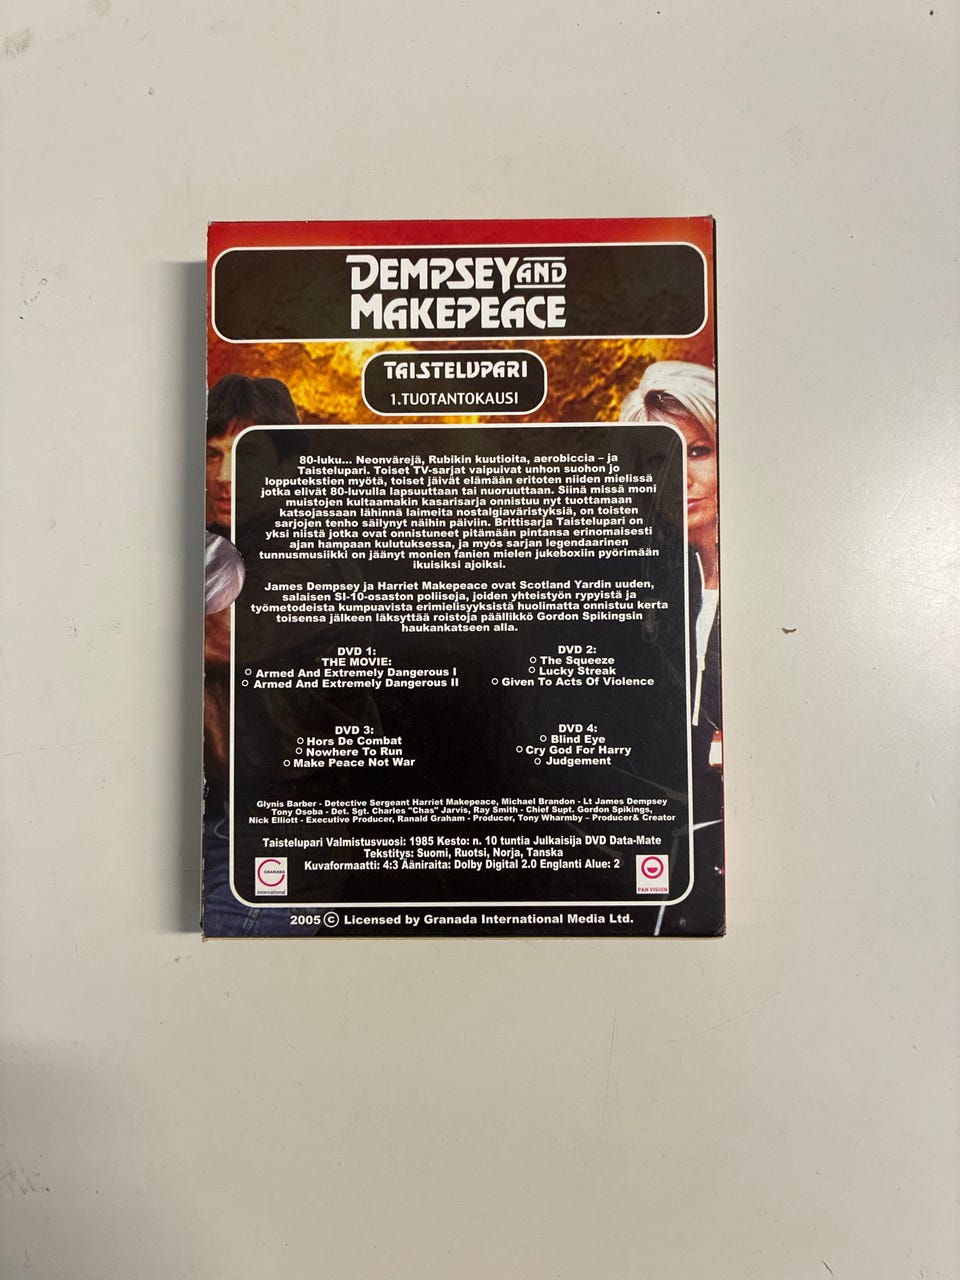 DEMPSEY AND
MAKEPEACE
TAISTELUPARI
1.TUOTANTOKAUSI
80-luku... Neonvärejä, Rubikin kuutioita, aerobiccia – ja
Taistelupari. Toiset TV-sarjat vaipuivat unhon suohon jo
lopputekstien myötä, toiset jäivät elämään eritoten niiden mielissä
jotka elivät 80-luvulla lapsuuttaan tai nuoruuttaan. Siinä missä moni
muistojen kultaamakin kasarisarja onnistuu nyt tuottamaan
katsojassaan lähinnä laimeita nostalgiaväristyksiä, on toisten
sarjojen tenho säilynyt näihin päiviin. Brittisarja Taistelupari on
yksi niistä jotka ovat onnistuneet pitämään pintansa erinomaisesti
ajan hampaan kulutuksessa, ja myös sarjan legendaarinen
tunnusmusiikki on jäänyt monien fanien mielen jukeboxiin pyörimään
ikuisiksi ajoiksi.
James Dempsey ja Harriet Makepeace ovat Scotland Yardin uuden,
salaisen SI-10-osaston poliiseja, joiden yhteistyön rypyistä ja
työmetodeista kumpuavista erimielisyyksistä huolimatta onnistuu kerta
toisensa jälkeen läksyttää roistoja päällikkö Gordon Spikingsin
haukankatseen alla.
DVD 1:
THE MOVIE:
Armed And Extremely Dangerous I
Armed And Extremely Dangerous II
DVD 2:
The Squeeze
Lucky Streak
Given To Acts Of Violence
DVD 3:
Hors De Combat
Nowhere To Run
Make Peace Not War
DVD 4:
Blind Eye
Cry God For Harry
Judgement
Glynis Barber - Detective Sergeant Harriet Makepeace, Michael Brandon - Lt James Dempsey
Tony Osoba - Det. Sgt. Charles "Chas" Jarvis, Ray Smith - Chief Supt. Gordon Spikings,
Nick Elliott - Executive Producer, Ranald Graham - Producer, Tony Wharmby – Producer& Creator
Taistelupari Valmistusvuosi: 1985 Kesto: n. 10 tuntia Julkaisija DVD Data-Mate
Tekstitys: Suomi, Ruotsi, Norja, Tanska
Kuvaformaatti: 4:3 Ääniraita: Dolby Digital 2.0 Englanti Alue: 2
GRANADA
International
PAN VISION
2005 © Licensed by Granada International Media Ltd.